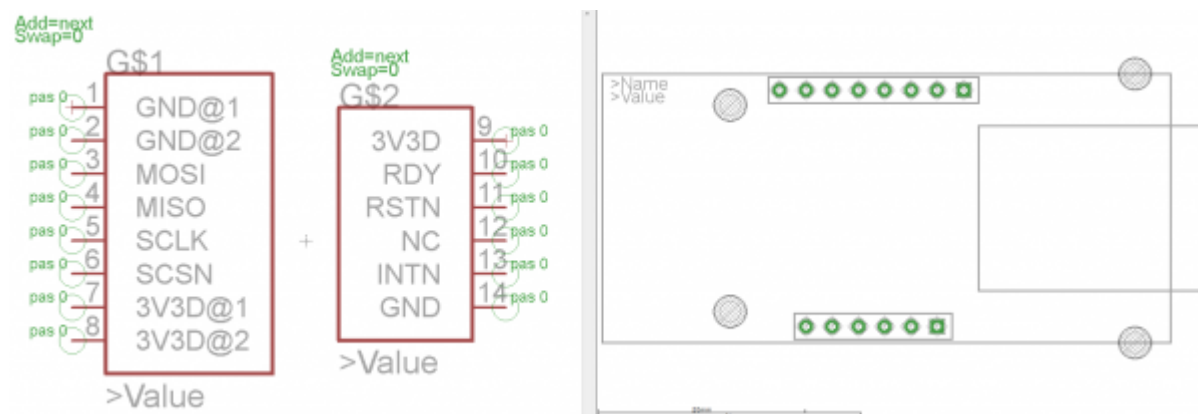 Add=next
Swap=0
G$1
pas 0 1 GND@1
pas 0 2 GND@2
pas 0 3 MOSI
pas 0 4 MISO
pas 0 5 SCLK
pas 0 6 SCSN
pas 0 7 3V3D@1
pas 0 8 3V3D@2
>Value
Add=next
Swap=0
G$2
3V3D 9 pas 0
RDY 10 pas 0
RSTN 11 pas 0
NC 12 pas 0
INTN 13 pas 0
GND 14 pas 0
>Value
>Name
>Value